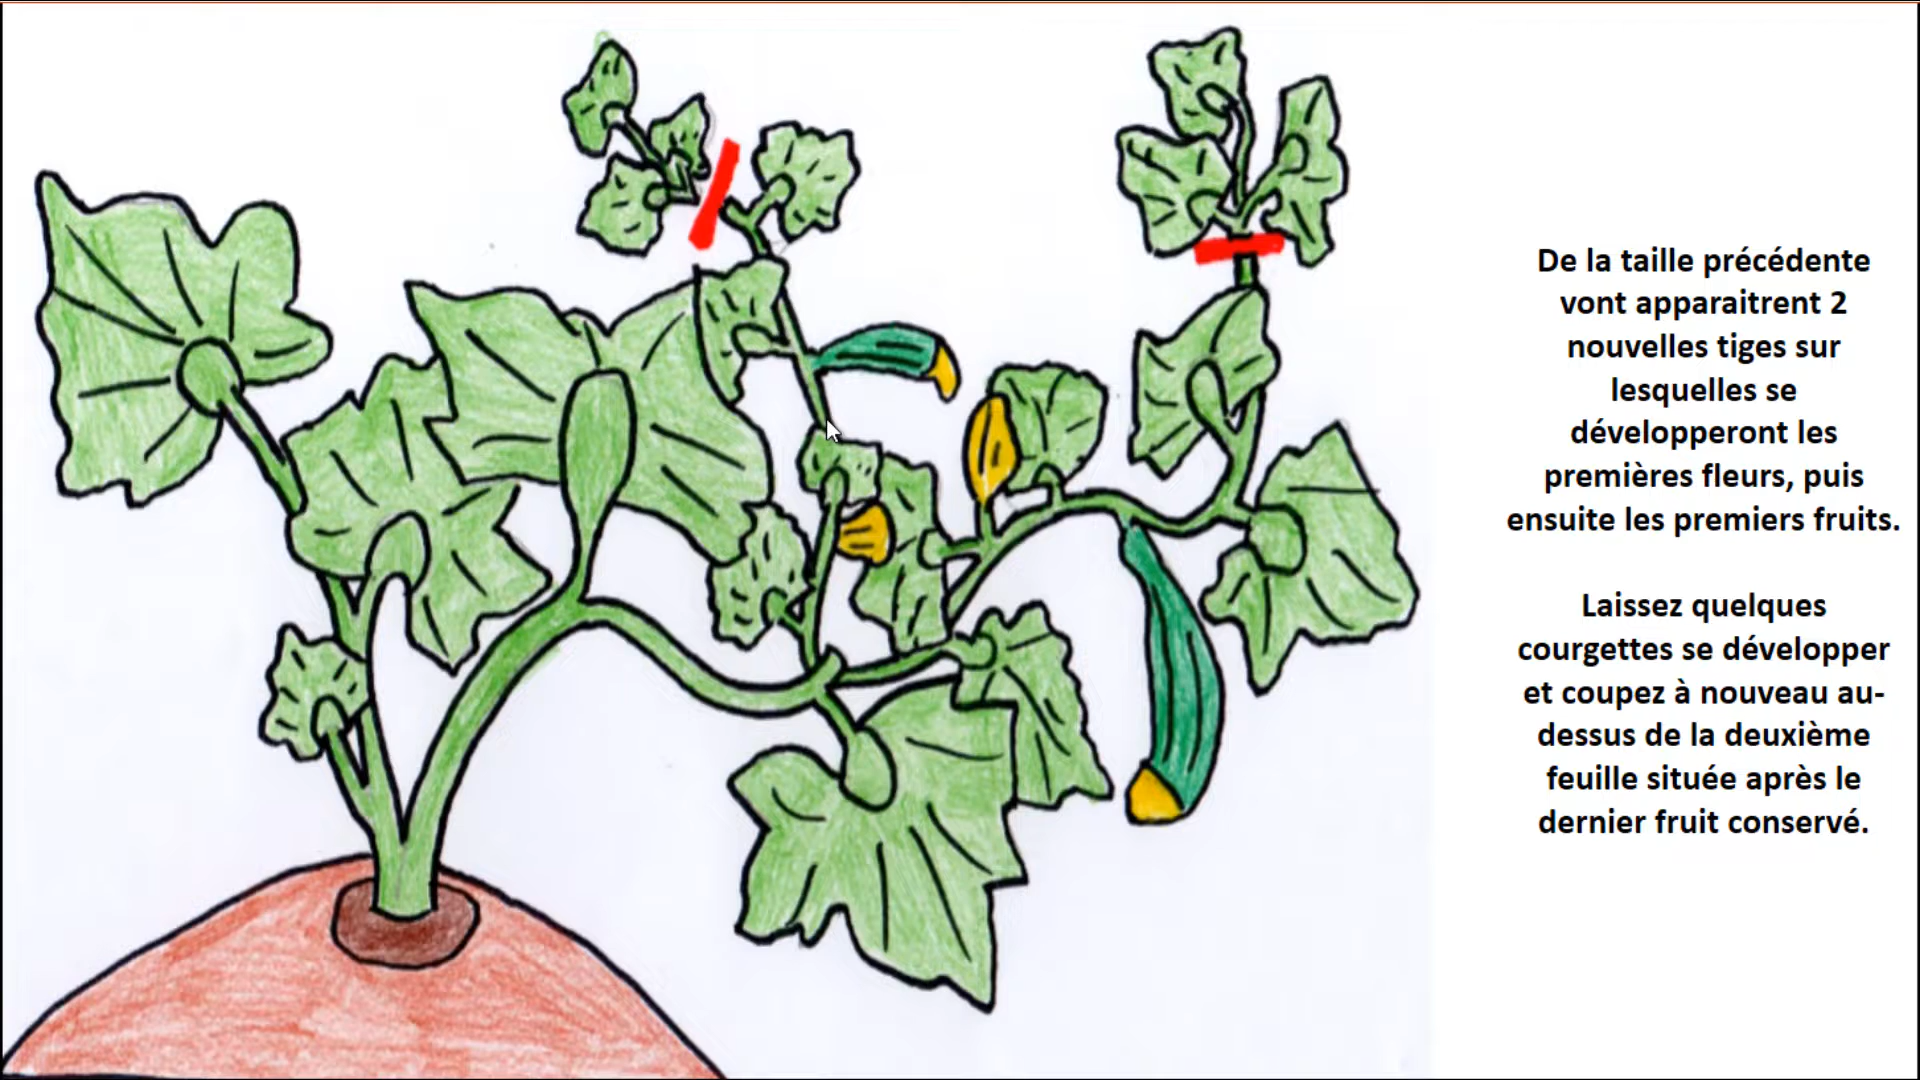 De la taille précédente
vont apparaitrent 2
nouvelles tiges sur
lesquelles se
développeront les
premières fleurs, puis
ensuite les premiers fruits.
Laissez quelques
courgettes se développer
et coupez à nouveau au-
dessus de la deuxième
feuille située après le
dernier fruit conservé.